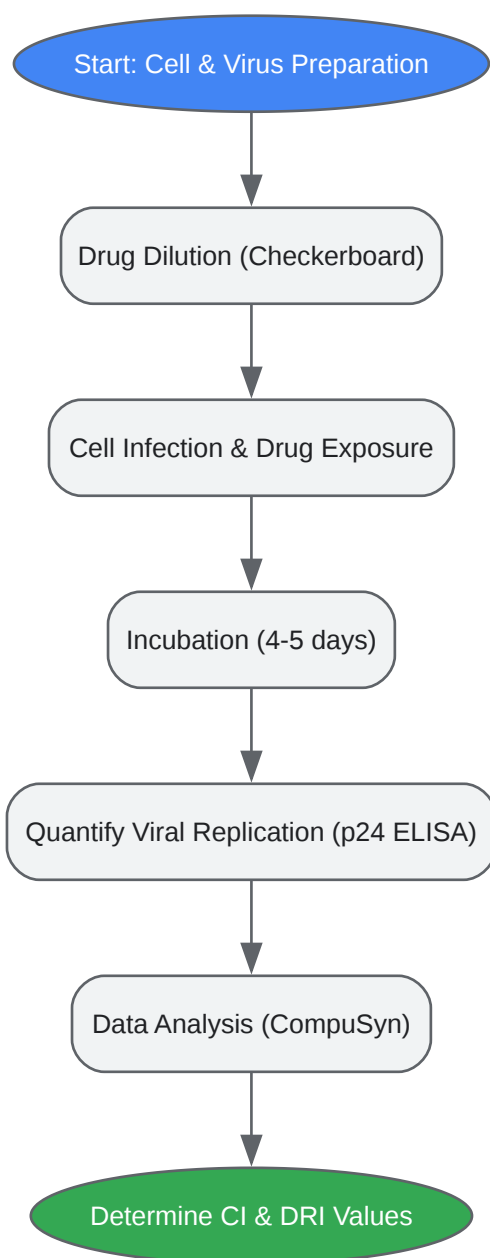 Start: Cell & Virus Preparation
Drug Dilution (Checkerboard)
Cell Infection & Drug Exposure
Incubation (4-5 days)
Quantify Viral Replication (p24 ELISA)
Data Analysis (CompuSyn)
Determine CI & DRI Values